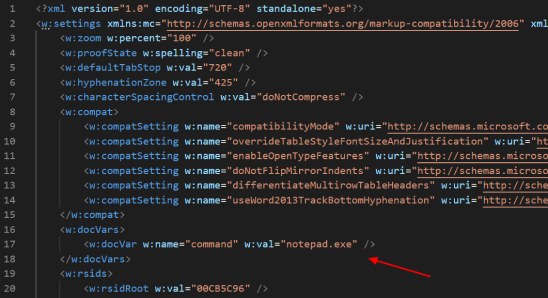 1 <?xml version="1.0" encoding="UTF-8" standalone="yes"?>
2 <w:settings xmlns:mc="http://schemas.openxmlformats.org/markup-compatibility/2006" xml
3 <w:zoom w:percent="100" />
4 <w:proofState w:spelling="clean" />
5 <w:defaultTabStop w:val="720" />
6 <w:hyphenationZone w:val="425" />
7 <w:characterSpacingControl w:val="doNotCompress" />
8 <w:compat>
9 <w:compatSetting w:name="compatibilityMode" w:uri="http://schemas.microsoft.co
10 <w:compatSetting w:name="overrideTableStyleFontSizeAndJustification" w:uri="ht
11 <w:compatSetting w:name="enableOpenTypeFeatures" w:uri="http://schemas.microso
12 <w:compatSetting w:name="doNotFlipMirrorIndents" w:uri="http://schemas.microso
13 <w:compatSetting w:name="differentiateMultirowTableHeaders" w:uri="http://sche
14 <w:compatSetting w:name="useWord2013TrackBottomHyphenation" w:uri="http://sche
15 </w:compat>
16 <w:docVars>
17 <w:docVar w:name="command" w:val="notepad.exe" />
18 </w:docVars>
19 <w:rsids>
20 <w:rsidRoot w:val="00CB5C96" />